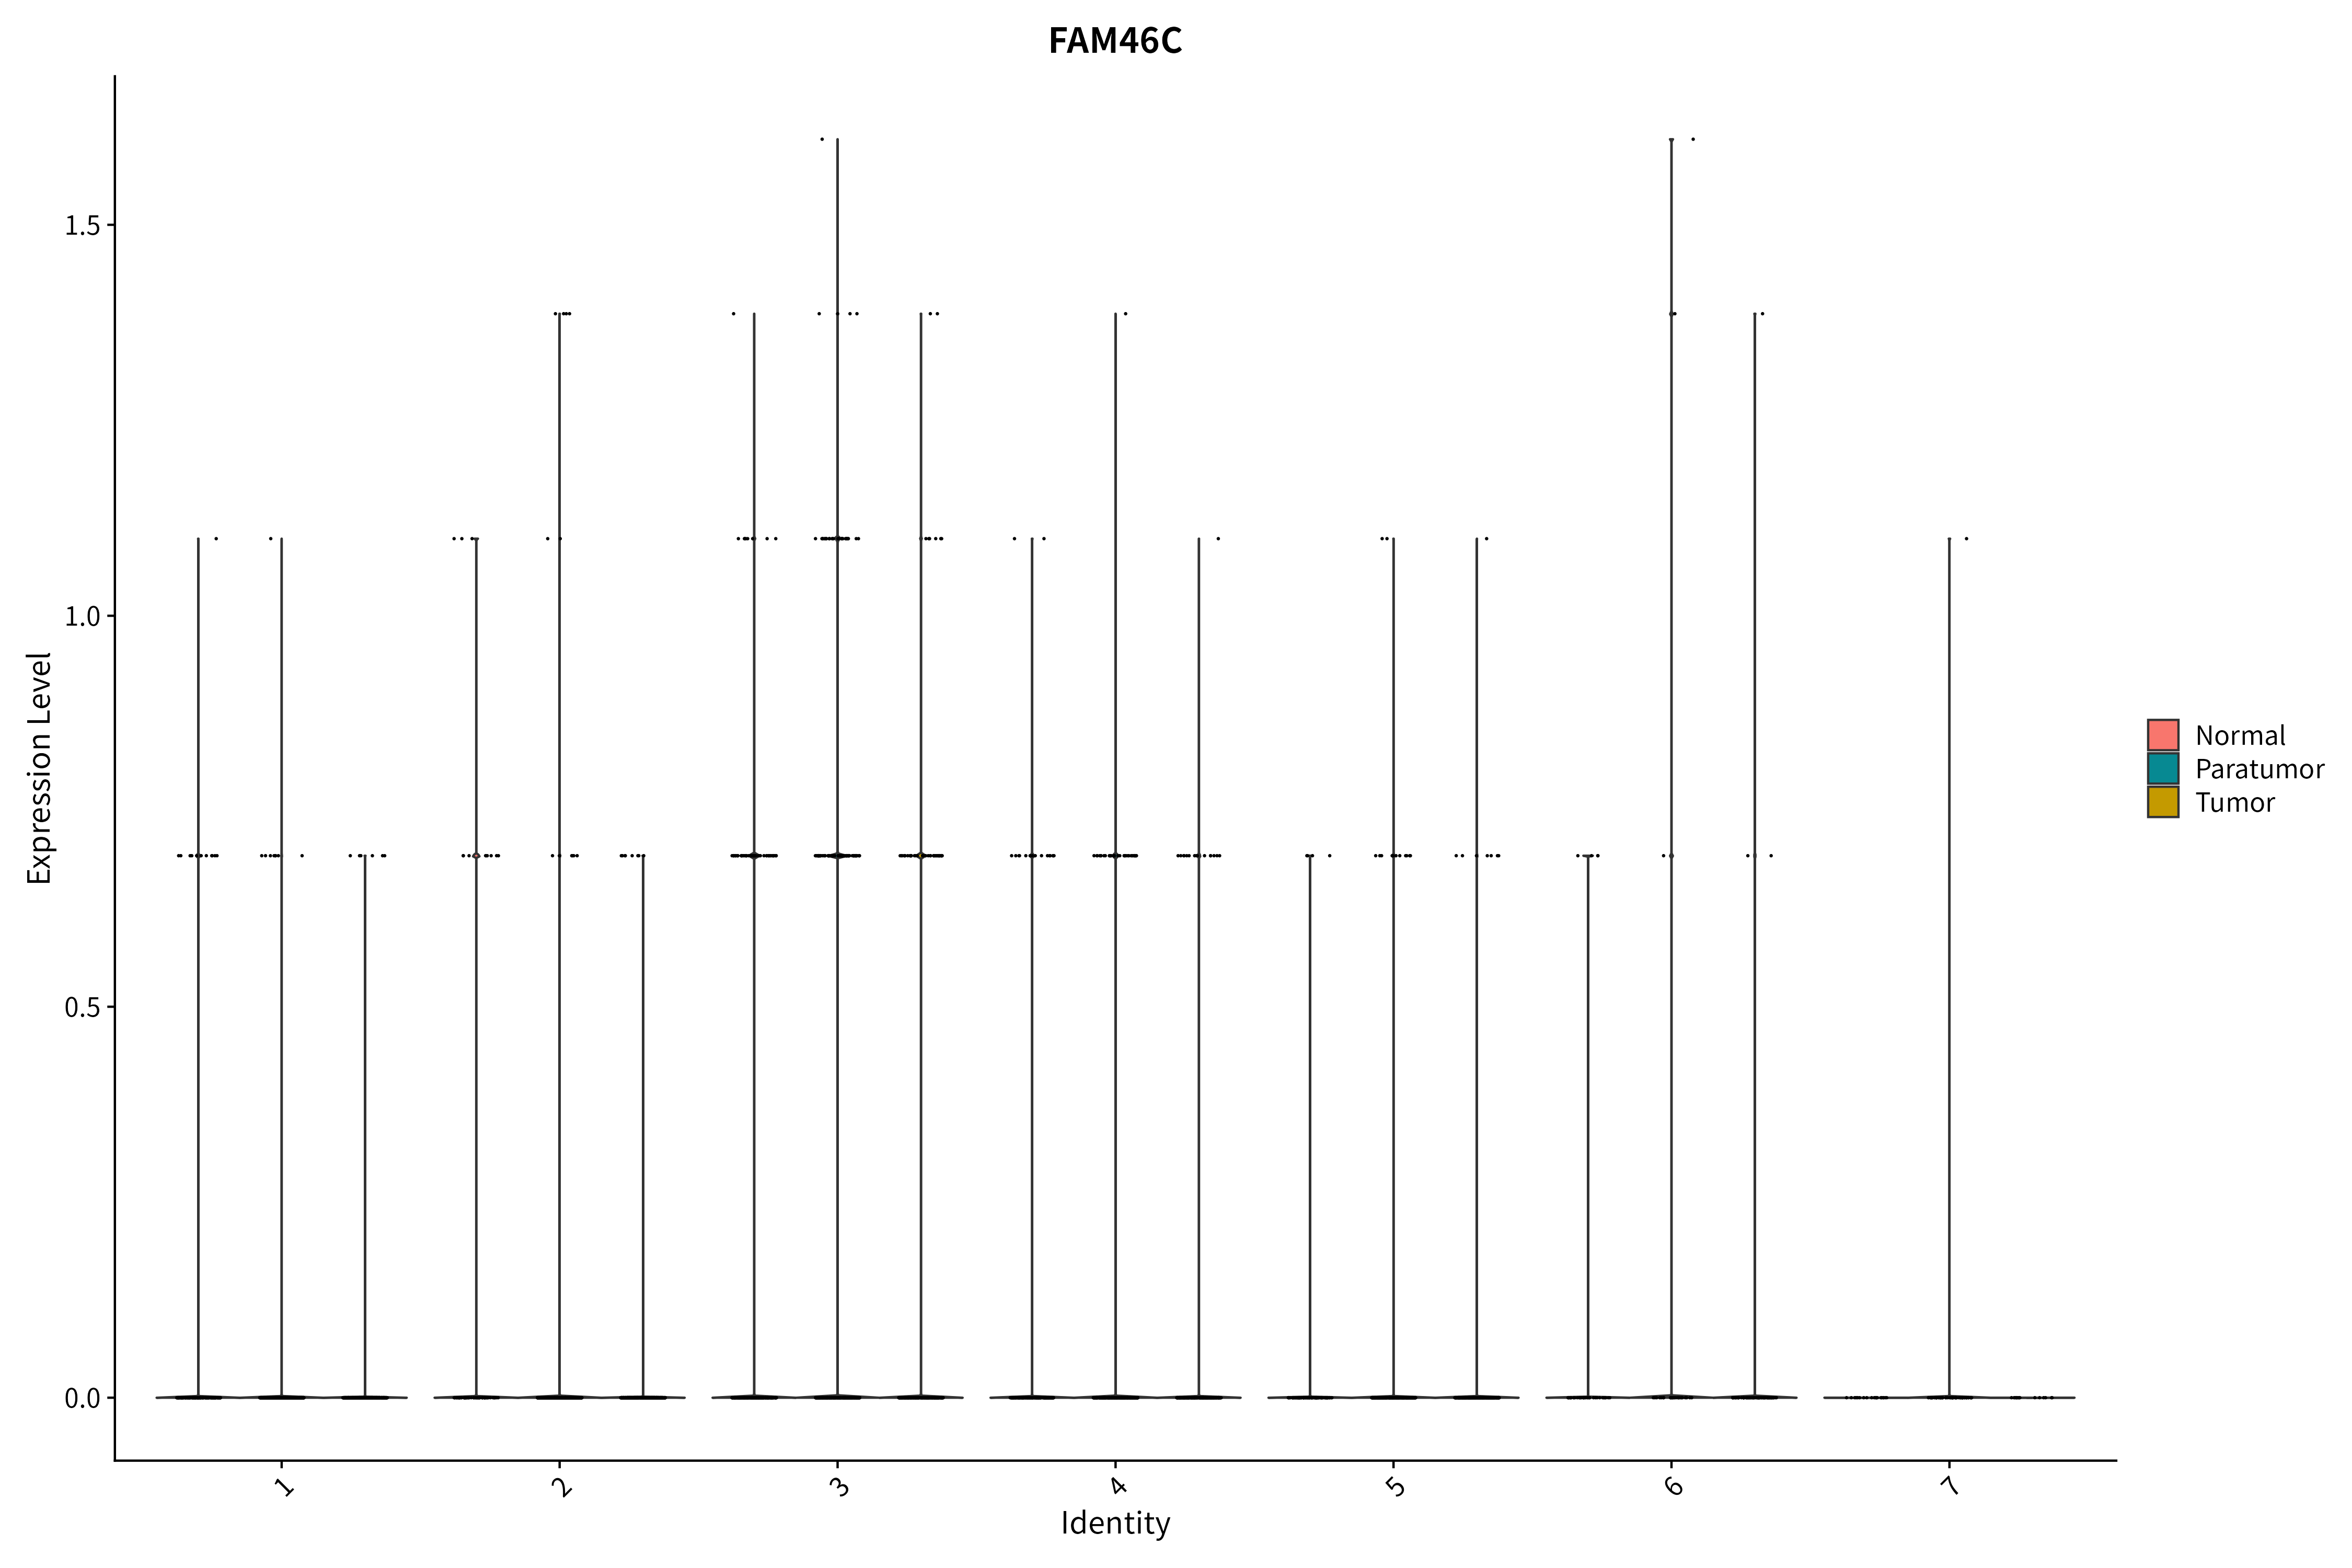 FAM46C
Expression Level
1.5
1.0
0.5
0.0
1 2 3 4 5 6 7
Identity
Normal
Paratumor
Tumor